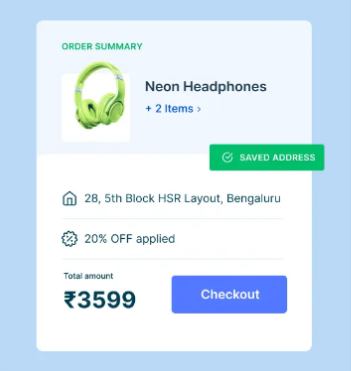 ORDER SUMMARY
Neon Headphones
+ 2 Items >
SAVED ADDRESS
28, 5th Block HSR Layout, Bengaluru
20% OFF applied
Total amount
₹3599
Checkout